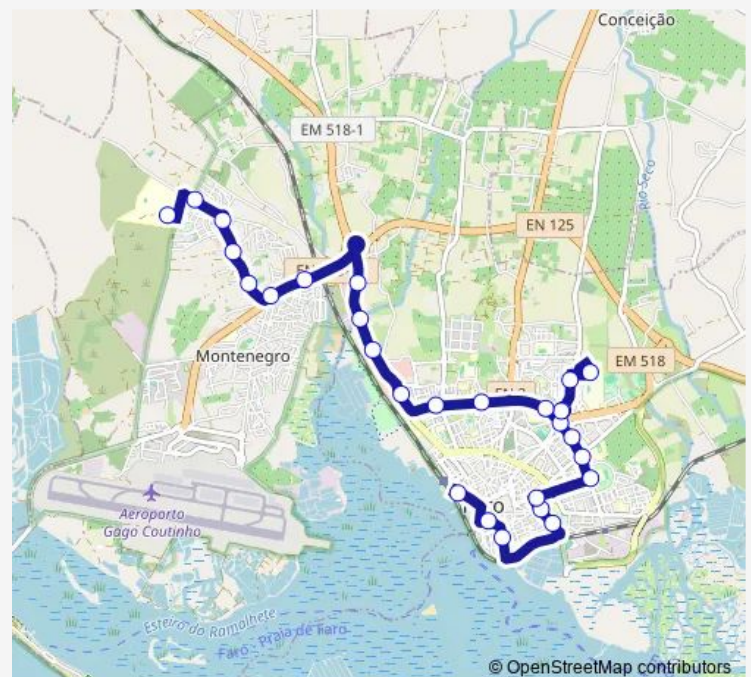 Conceição
EM 518-1
Rio Seco
EN 125
EN
Montenegro
EM 518
EN 2
Aeroporto
Gago Coutinho
Esteiro do Ramalhete
Faro - Praia de Faro
© OpenStreetMap contributors